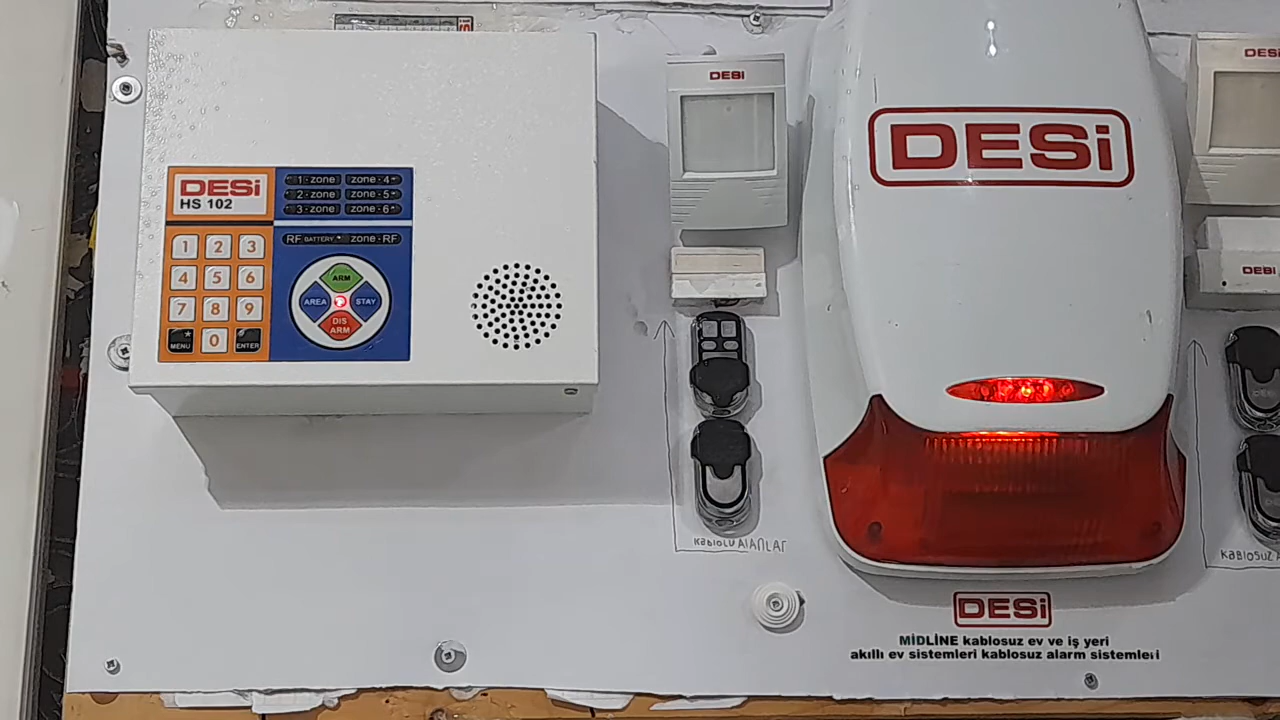 DESi
HS 102
1 - zone
zone - 4
2 - zone
zone - 5
3 - zone
zone - 6
RF BATTERY
zone - RF
1 2 3
4 5 6
7 8 9
MENU * 0 ENTER
ARM
AREA
STAY
DIS
ARM
DESi
DESi
DESi
DESi
KABLOLU ALANLAR
KABLOSUZ
DESi
MİDLİNE kablosuz ev ve iş yeri
akıllı ev sistemleri kablosuz alarm sistemleri